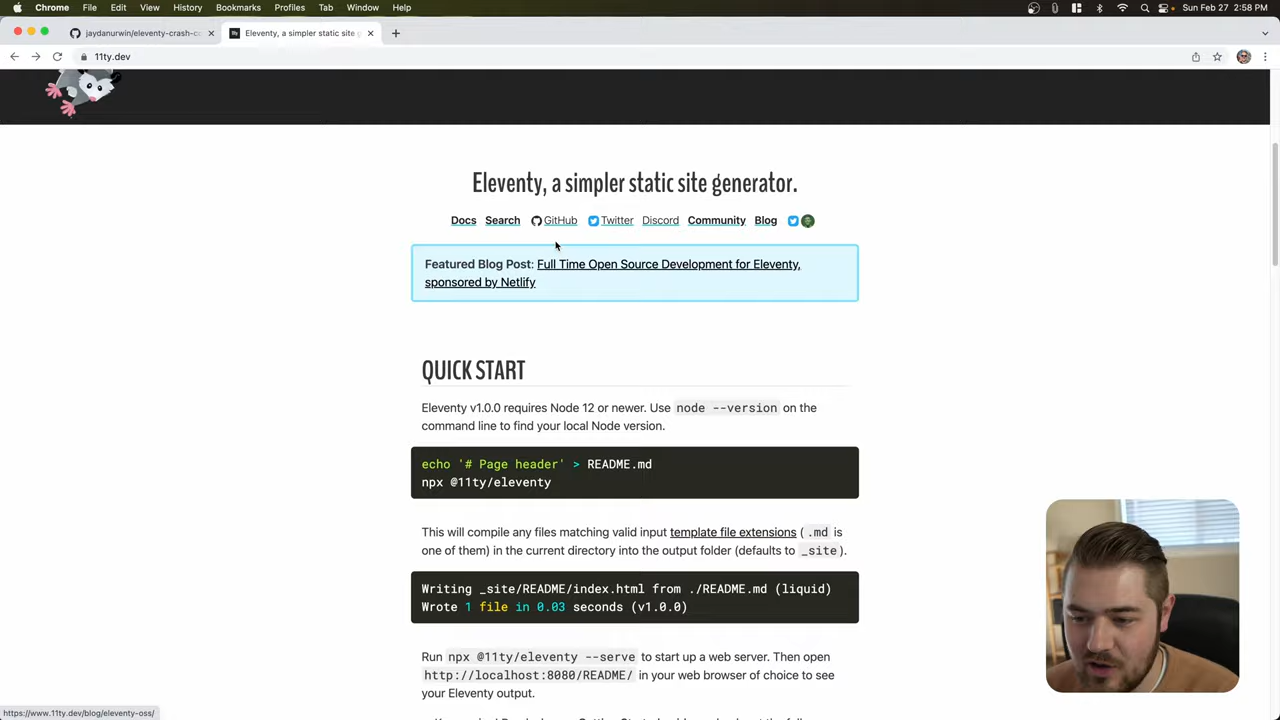 Chrome File Edit View History Bookmarks Profiles Tab Window Help
Sun Feb 27 2:58 PM
jaydanurwin/eleventy-crash-c
Eleventy, a simpler static site g
11ty.dev
Eleventy, a simpler static site generator.
Docs Search GitHub Twitter Discord Community Blog
Featured Blog Post: Full Time Open Source Development for Eleventy,
sponsored by Netlify
QUICK START
Eleventy v1.0.0 requires Node 12 or newer. Use node --version on the
command line to find your local Node version.
echo '# Page header' > README.md
npx @11ty/eleventy
This will compile any files matching valid input template file extensions ( .md is
one of them) in the current directory into the output folder (defaults to _site).
Writing _site/README/index.html from ./README.md (liquid)
Wrote 1 file in 0.03 seconds (v1.0.0)
Run npx @11ty/eleventy --serve to start up a web server. Then open
http://localhost:8080/README/ in your web browser of choice to see
your Eleventy output.
https://www.11ty.dev/blog/eleventy-oss/